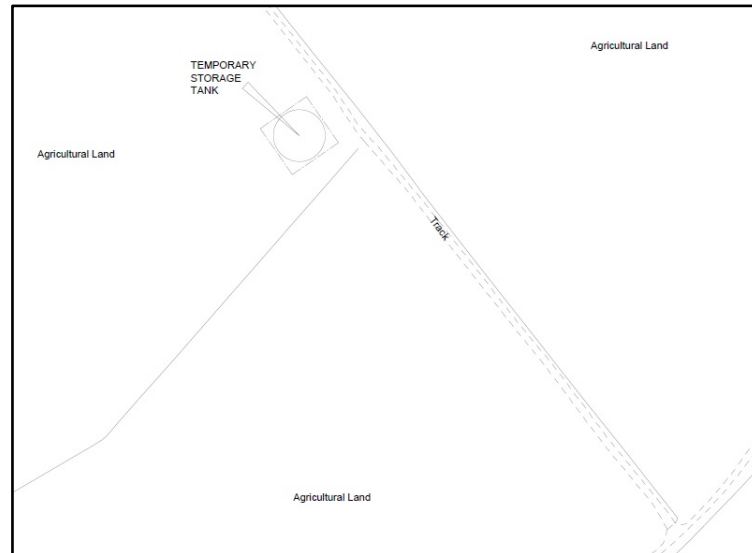 Agricultural Land
TEMPORARY
STORAGE
TANK
Agricultural Land
Track
Agricultural Land